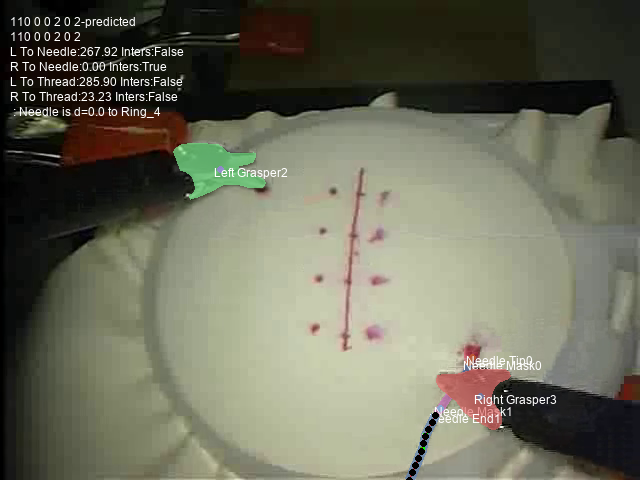 110 0 0 2 0 2-predicted
110 0 0 2 0 2
L To Needle:267.92 Inters:False
R To Needle:0.00 Inters:True
L To Thread:285.90 Inters:False
R To Thread:23.23 Inters:False
: Needle is d=0.0 to Ring_4
Left Grasper2
Needle Tip0
Needle Mask0
Right Grasper3
Needle Mask1
Needle End1